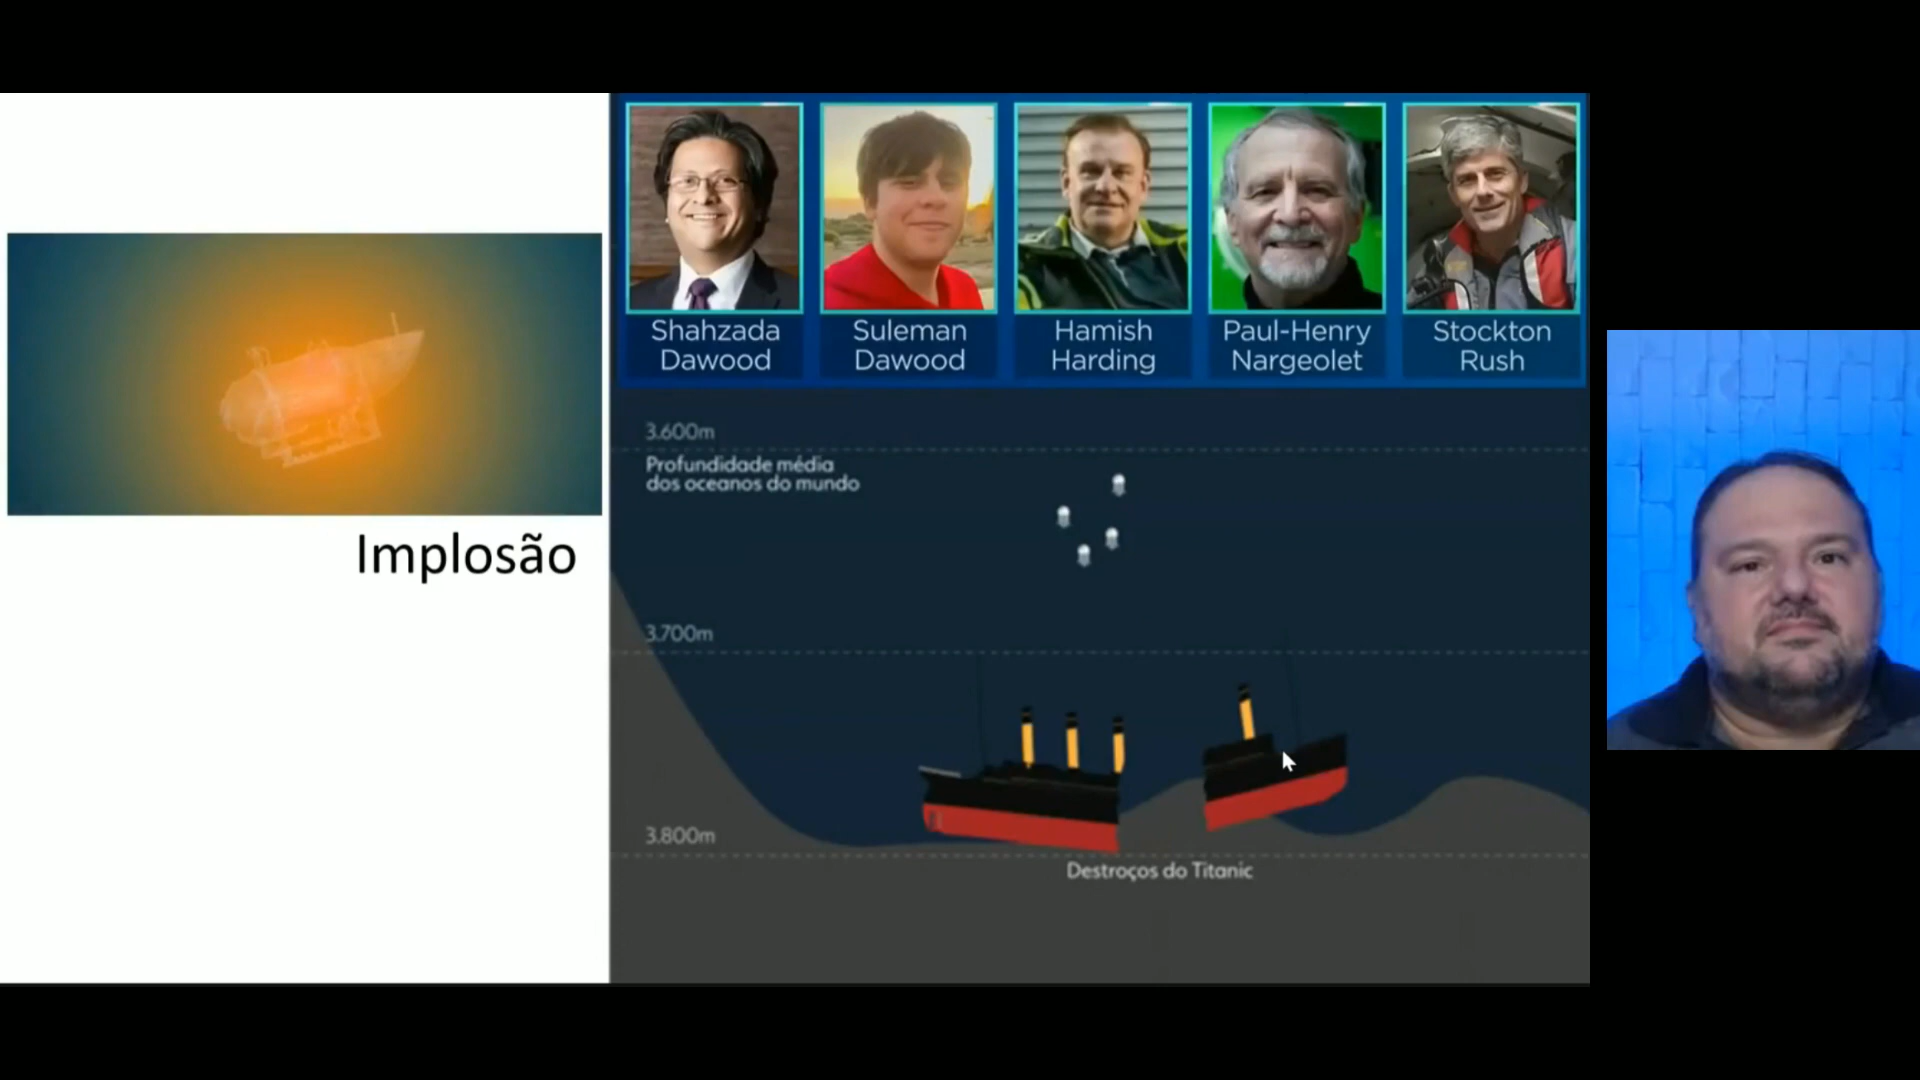 Shahzada
Dawood
Suleman
Dawood
Hamish
Harding
Paul-Henry
Nargeolet
Stockton
Rush
Implosão
3.600m
Profundidade média
dos oceanos do mundo
3.700m
3.800m
Destroços do Titanic